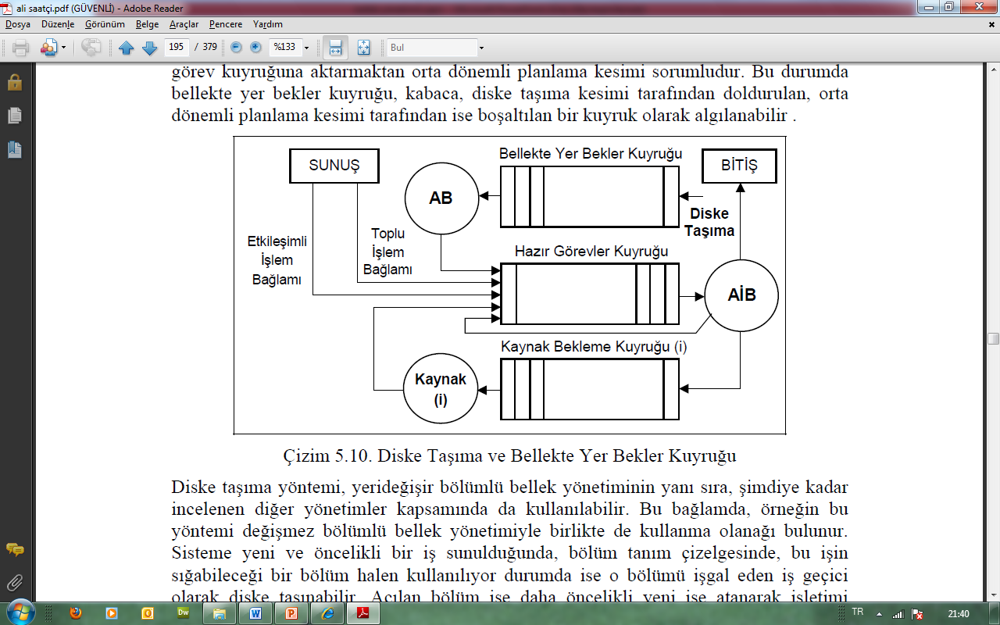 ali saatçi.pdf (GÜVENLİ) - Adobe Reader
Dosya Düzenle Görünüm Belge Araçlar Pencere Yardım
195 / 379 %133 Bul
görev kuyruğuna aktarmaktan orta dönemli planlama kesimi sorumludur. Bu durumda
bellekte yer bekler kuyruğu, kabaca, diske taşıma kesimi tarafından doldurulan, orta
dönemli planlama kesimi tarafından ise boşaltılan bir kuyruk olarak algılanabilir .
SUNUŞ
Bellekte Yer Bekler Kuyruğu
BİTİŞ
AB
Diske
Taşıma
Etkileşimli
İşlem
Bağlamı
Toplu
İşlem
Bağlamı
Hazır Görevler Kuyruğu
AİB
Kaynak Bekleme Kuyruğu (i)
Kaynak
(i)
Çizim 5.10. Diske Taşıma ve Bellekte Yer Bekler Kuyruğu
Diske taşıma yöntemi, yerideğişir bölümlü bellek yönetiminin yanı sıra, şimdiye kadar
incelenen diğer yönetimler kapsamında da kullanılabilir. Bu bağlamda, örneğin bu
yöntemi değişmez bölümlü bellek yönetimiyle birlikte de kullanma olanağı bulunur.
Sisteme yeni ve öncelikli bir iş sunulduğunda, bölüm tanım çizelgesinde, bu işin
sığabileceği bir bölüm halen kullanılıyor durumda ise o bölümü işgal eden iş geçici
olarak diske taşınabilir. Açılan bölüm ise daha öncelikli yeni işe atanarak işletimi
TR 21:40